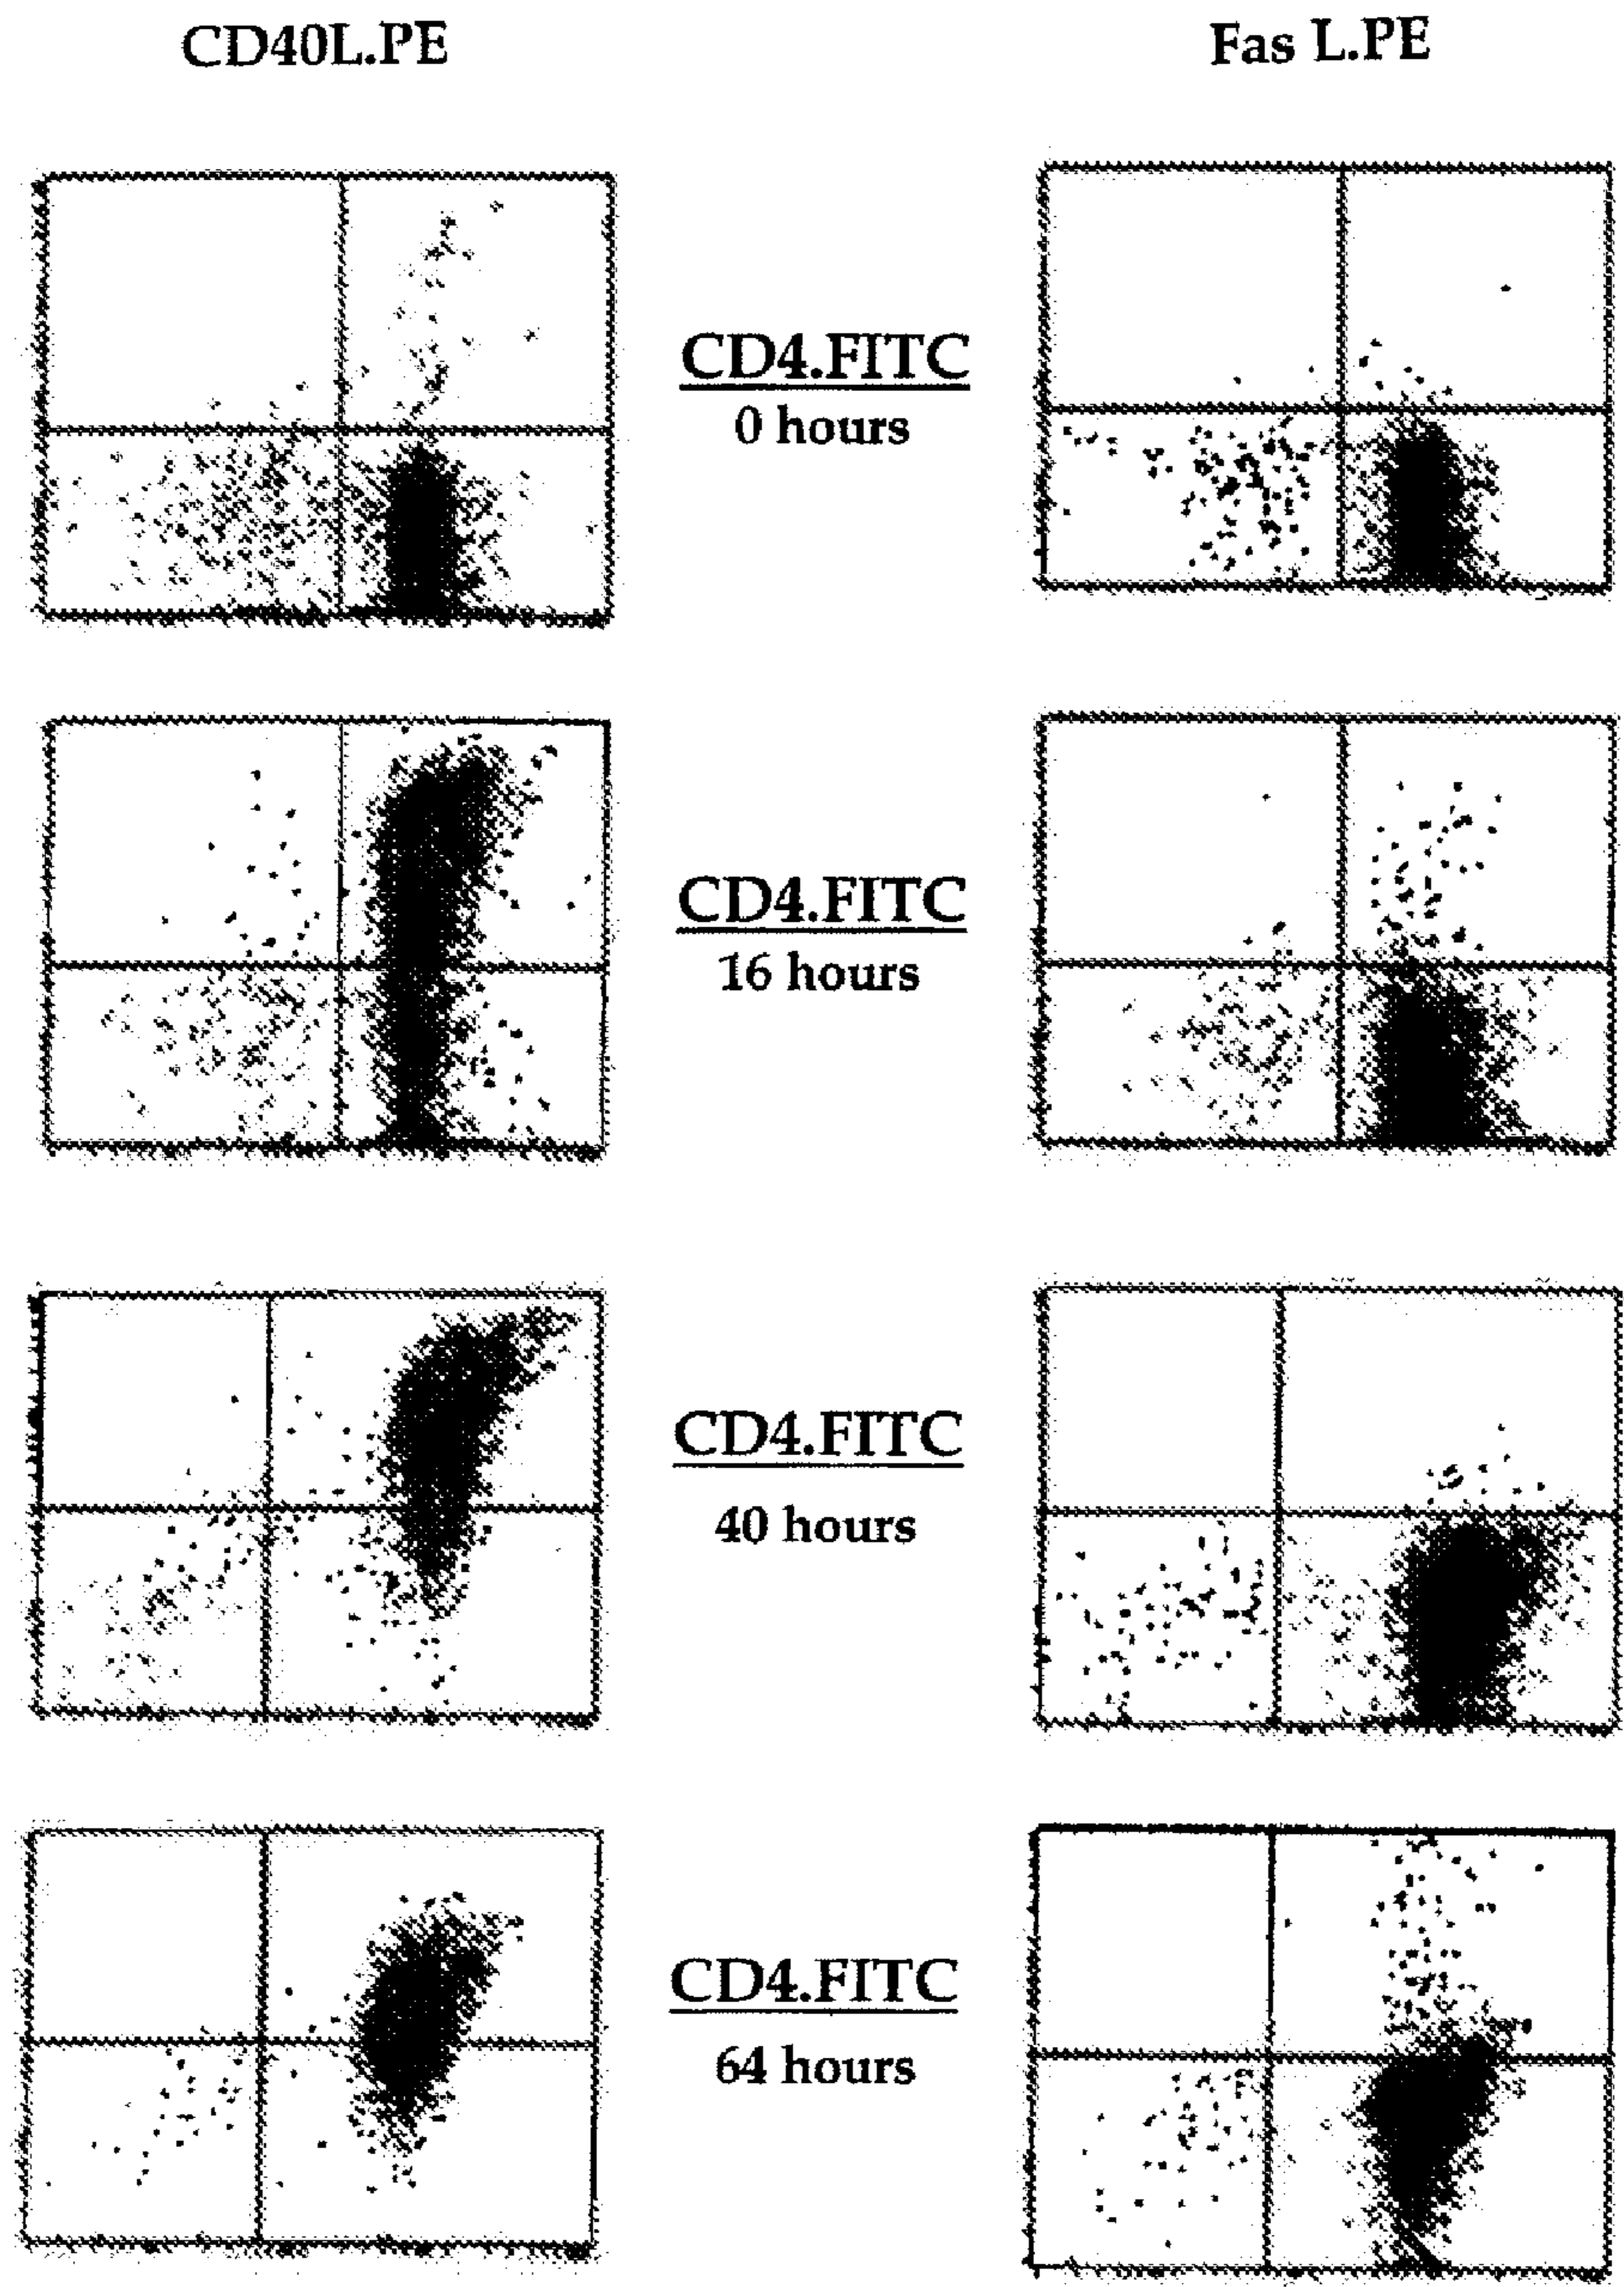 CD40L.PE
Fas L.PE
CD4.FITC
0 hours
CD4.FITC
16 hours
CD4.FITC
40 hours
CD4.FITC
64 hours